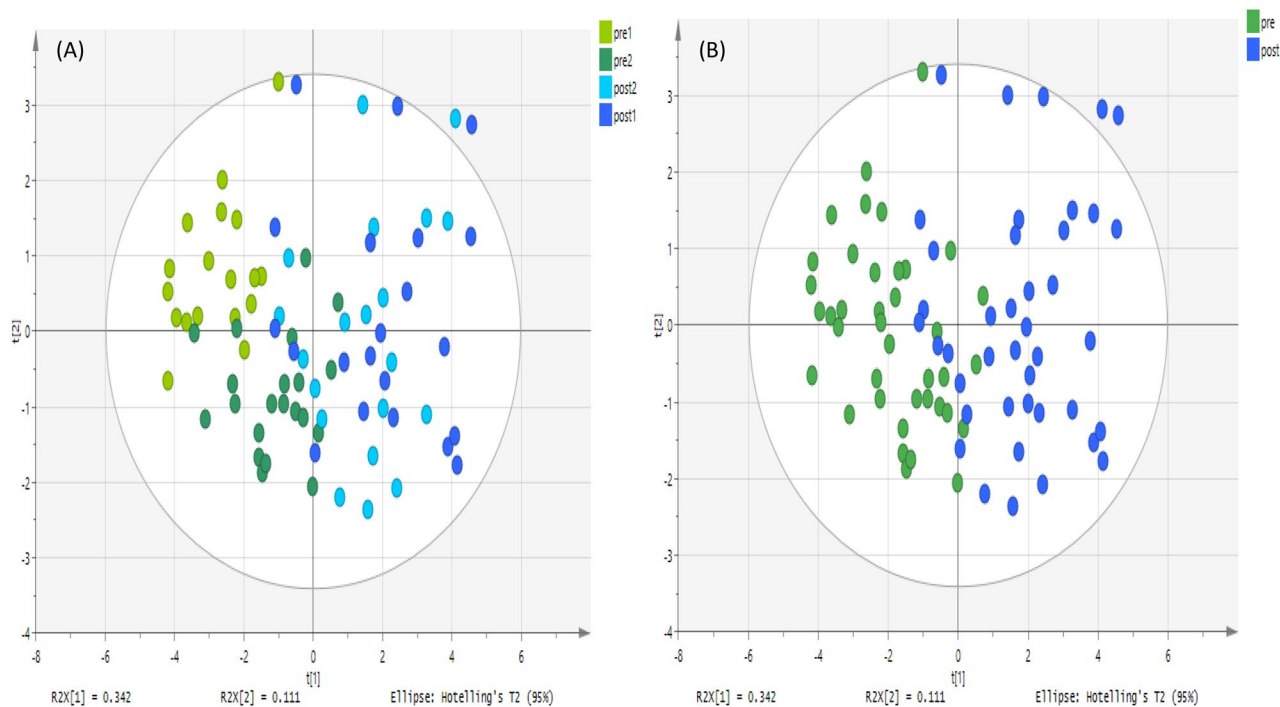 (A)
pre1
pre2
post2
post1
t[2]
3
2
1
0
-1
-2
-3
-4
-8 -6 -4 -2 0 2 4 6
t[1]
R2X[1] = 0.342 R2X[2] = 0.111 Ellipse: Hotelling's T2 (95%)
(B)
pre
post
t[2]
3
2
1
0
-1
-2
-3
-4
-8 -6 -4 -2 0 2 4 6
t[1]
R2X[1] = 0.342 R2X[2] = 0.111 Ellipse: Hotelling's T2 (95%)